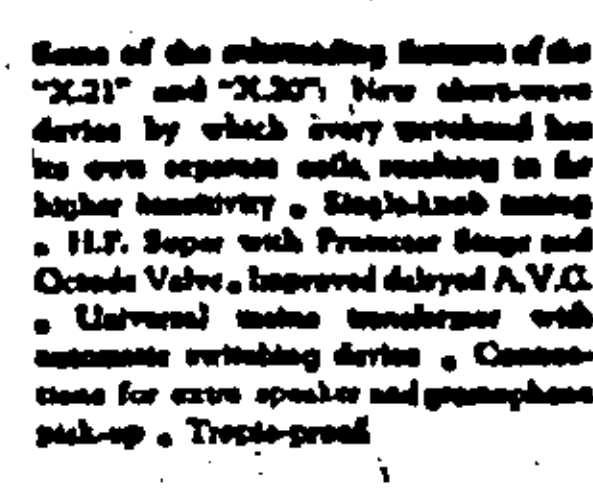 Some of the outstanding features of the
"X.21" and "X.20": New short-wave
device by which every waveband has
its own separate coils, resulting in far
higher sensitivity . Single-knob tuning
. H.F. Super with Preselector Stage and
Octode Valve. Improved delayed A.V.C.
. Universal mains transformer with
automatic switching device . Connec-
tions for extra speaker and gramophone
pick-up . Tropic-proof